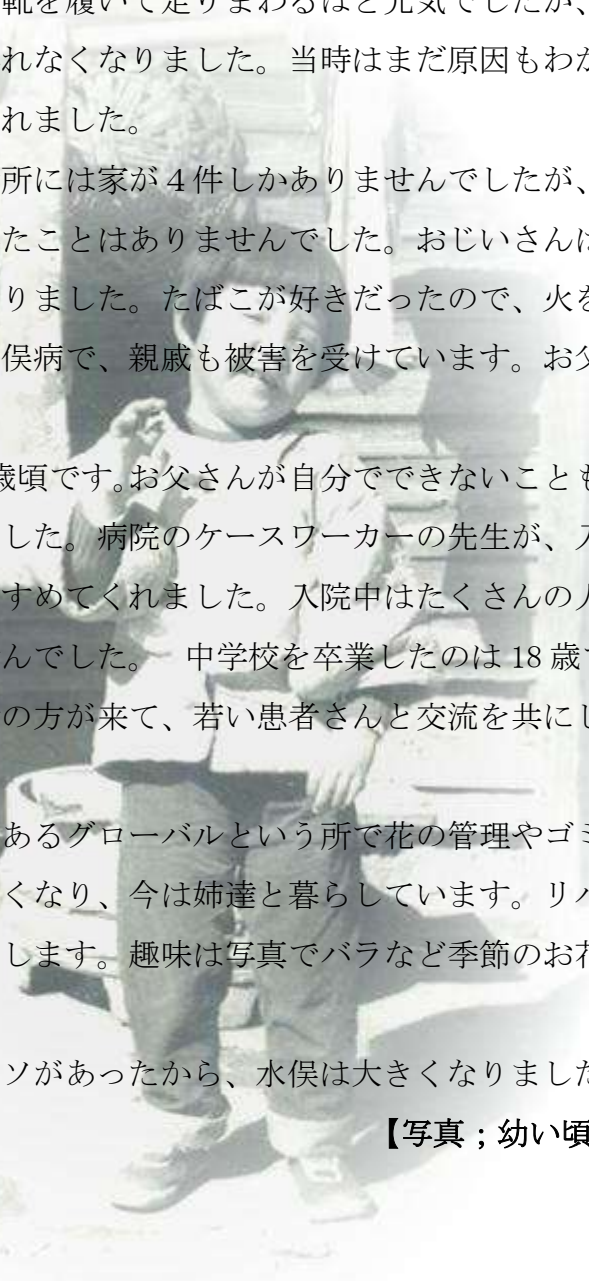 靴を履いて走りまわるほど元気でしたが、
れなくなりました。当時はまだ原因もわか
れました。
所には家が４件しかありませんでしたが、
たことはありませんでした。おじいさんは
りました。たばこが好きだったので、火を
俣病で、親戚も被害を受けています。お父
歳頃です。お父さんが自分でできないことも
した。病院のケースワーカーの先生が、入
すめてくれました。入院中はたくさんの人
んでした。　中学校を卒業したのは 18 歳で
の方が来て、若い患者さんと交流を共にし
あるグローバルという所で花の管理やゴミ
くなり、今は姉達と暮らしています。リハ
します。趣味は写真でバラなど季節のお花
ソがあったから、水俣は大きくなりました
【写真；幼い頃